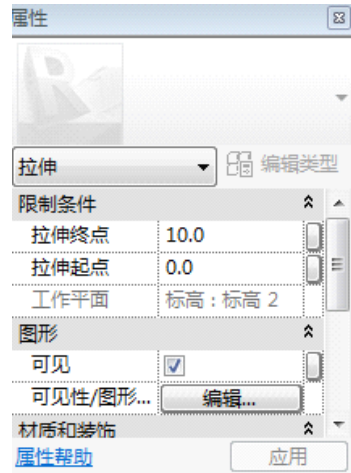 属性
拉伸
编辑类型
限制条件
拉伸终点 10.0
拉伸起点 0.0
工作平面 标高 : 标高 2
图形
可见
可见性/图形... 编辑...
材质和装饰
属性帮助 应用